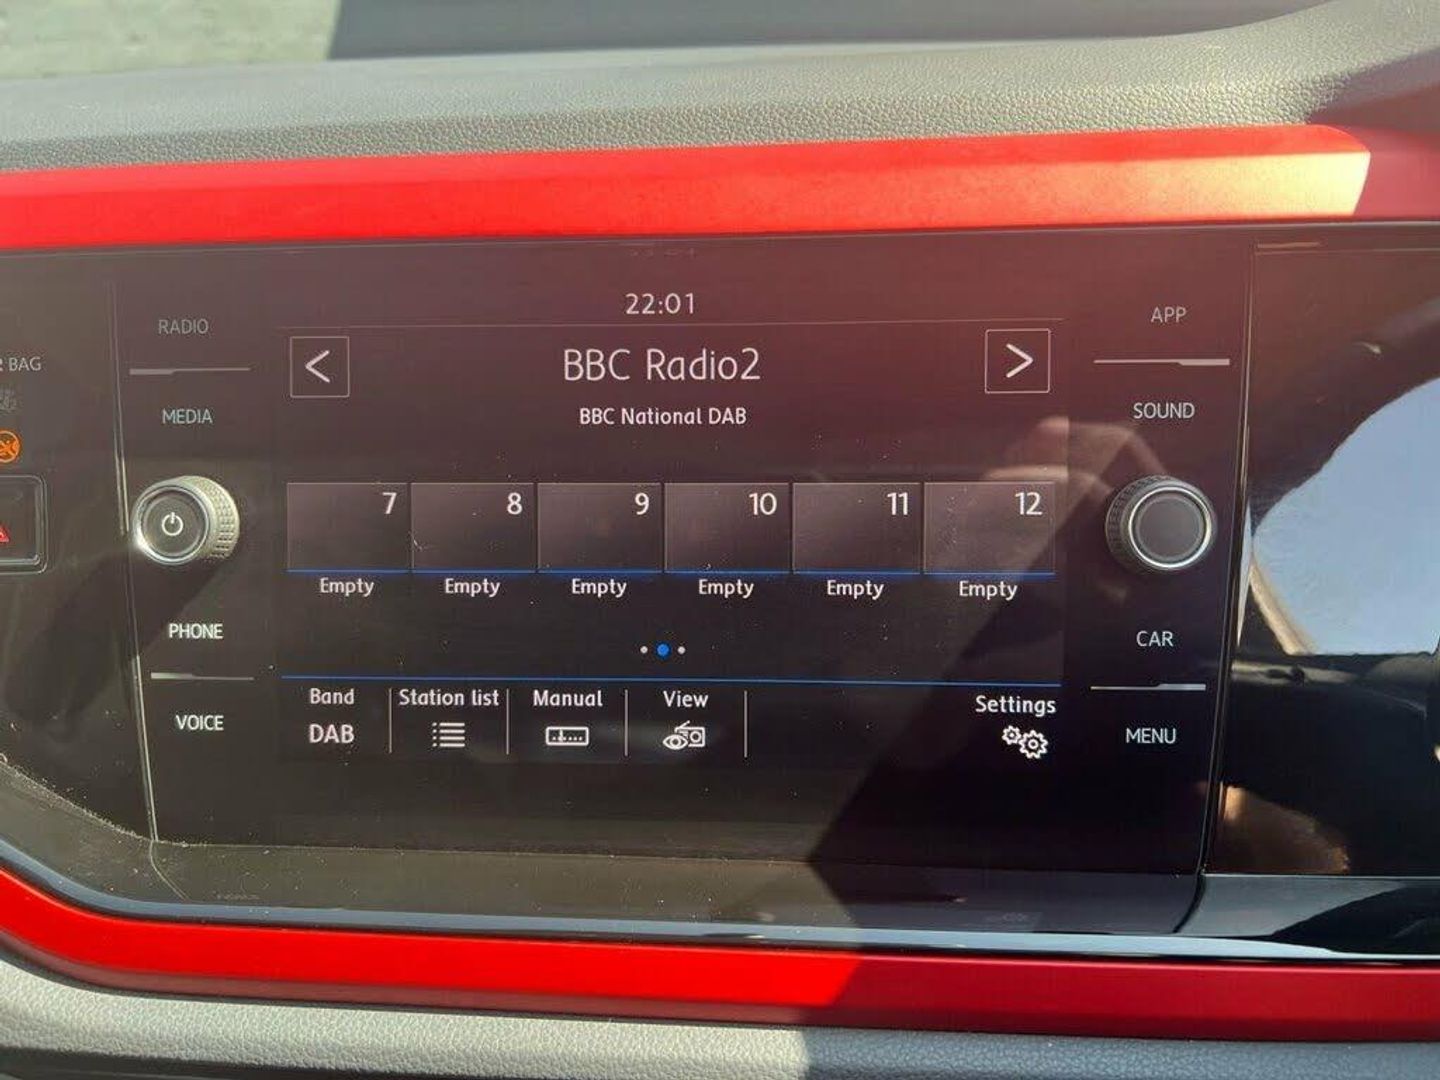 22:01
RADIO
APP
BBC Radio2
BAG
MEDIA
BBC National DAB
SOUND
7 8 9 10 11 12
Empty Empty Empty Empty Empty Empty
PHONE
CAR
Band Station list Manual View Settings
DAB
VOICE
MENU